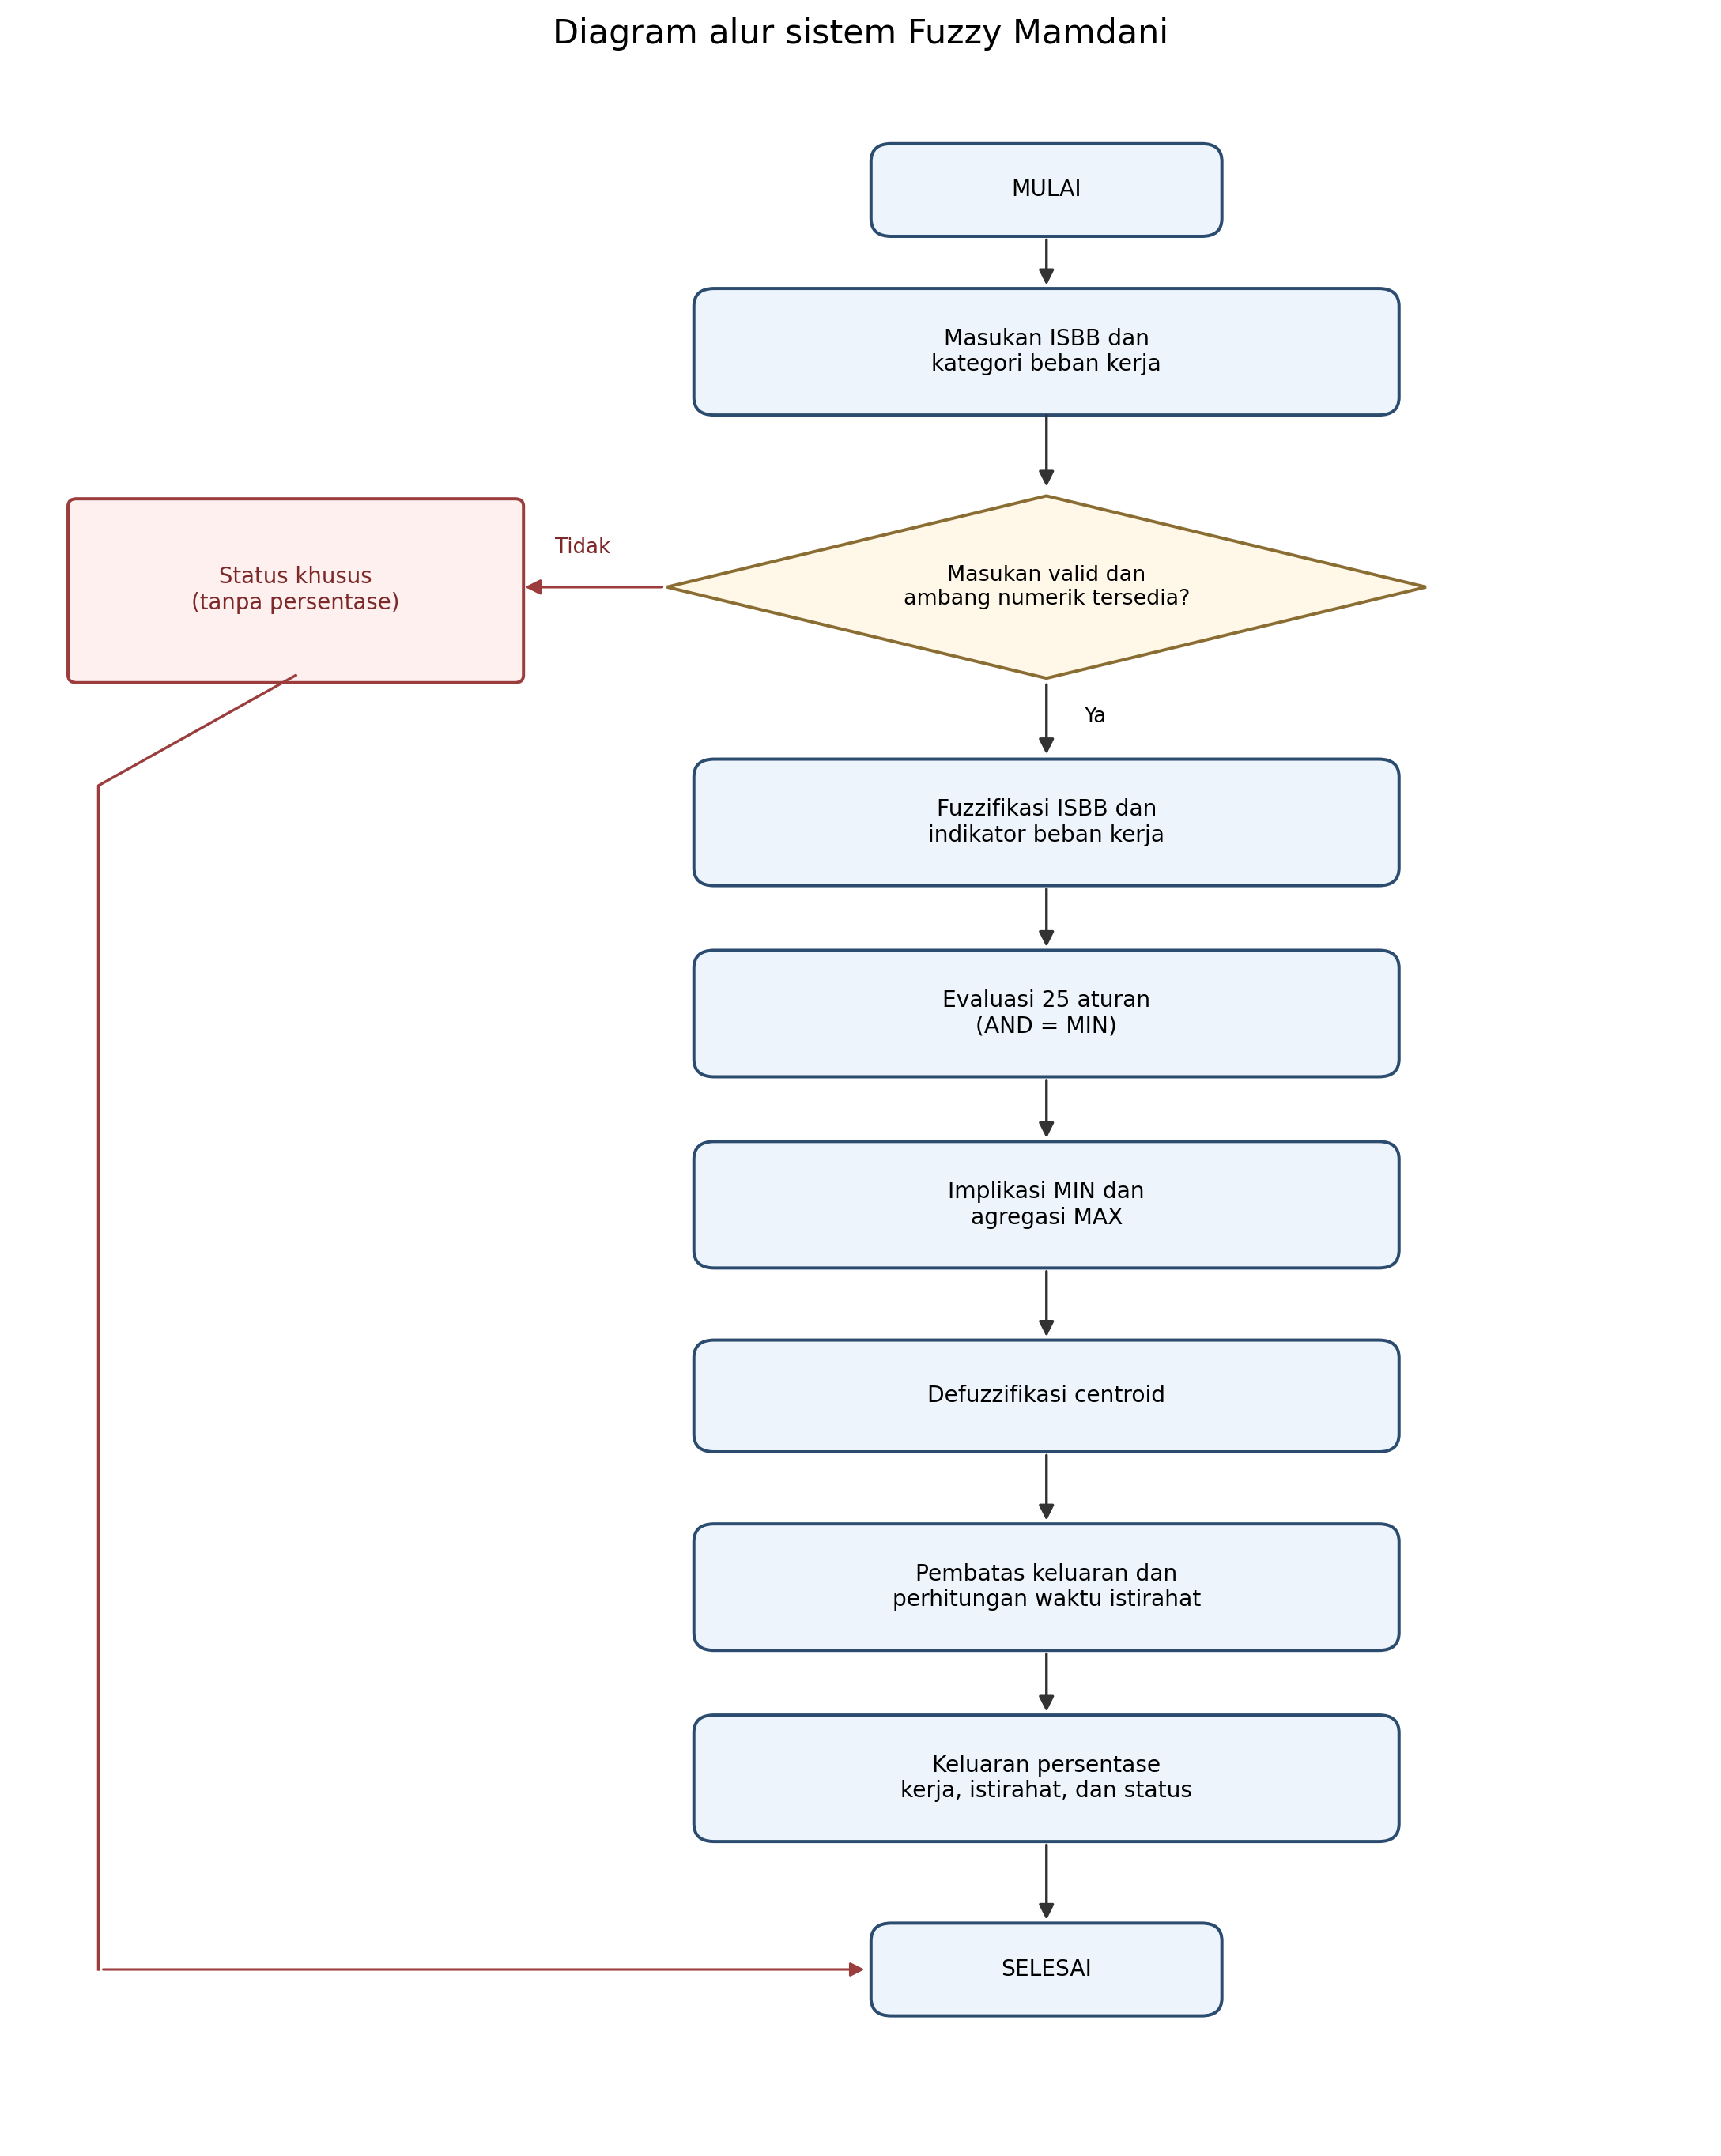 Diagram alur sistem Fuzzy Mamdani
MULAI
Masukan ISBB dan
kategori beban kerja
Masukan valid dan
ambang numerik tersedia?
Tidak
Status khusus
(tanpa persentase)
Ya
Fuzzifikasi ISBB dan
indikator beban kerja
Evaluasi 25 aturan
(AND = MIN)
Implikasi MIN dan
agregasi MAX
Defuzzifikasi centroid
Pembatas keluaran dan
perhitungan waktu istirahat
Keluaran persentase
kerja, istirahat, dan status
SELESAI